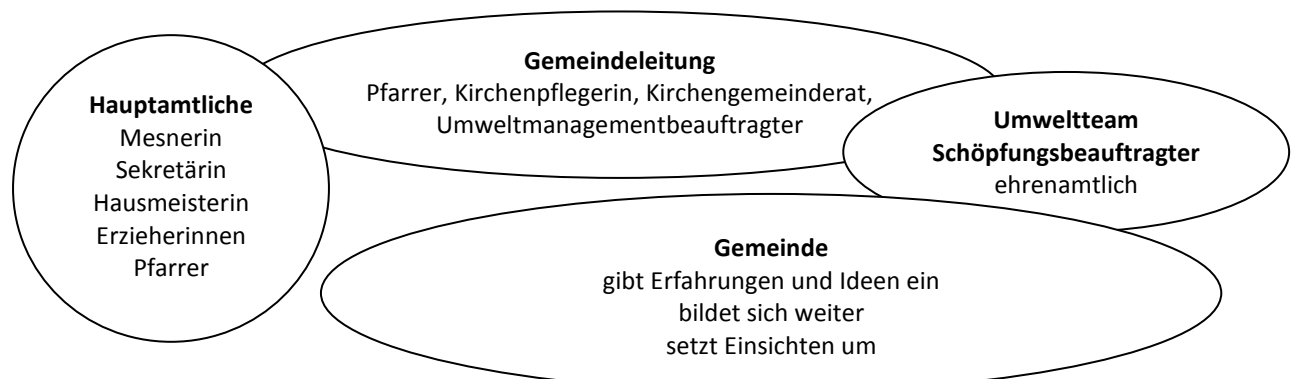 Gemeindeleitung
Pfarrer, Kirchenpflegerin, Kirchengemeinderat,
Umweltmanagementbeauftragter
Hauptamtliche
Mesnerin
Sekretärin
Hausmeisterin
Erzieherinnen
Pfarrer
Umweltteam
Schöpfungsbeauftragter
ehrenamtlich
Gemeinde
gibt Erfahrungen und Ideen ein
bildet sich weiter
setzt Einsichten um